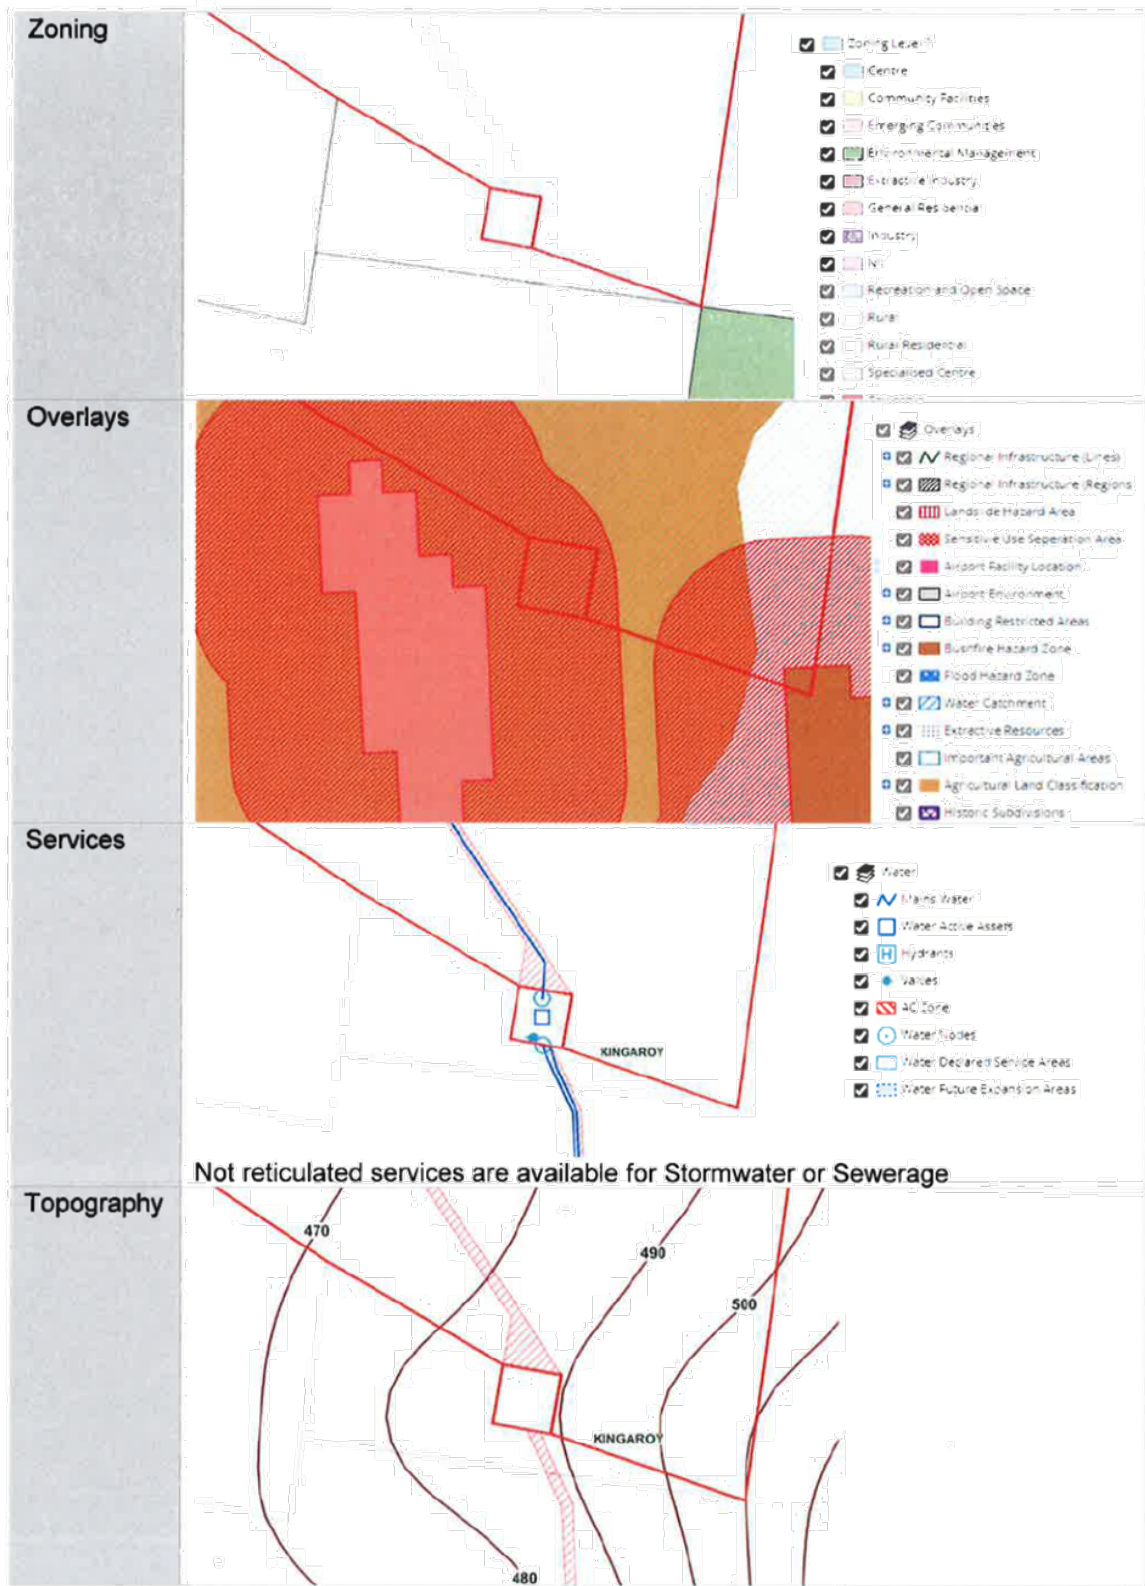 Zoning
Zoning Level
Centre
Community Facilities
Emerging Communities
Environmental Management
Extractive Industry
General Residential
Industry
Recreation and Open Space
Rural
Rural Residential
Specialised Centre
Overlays
Overlays
Regional Infrastructure (Lines)
Regional Infrastructure (Regions
Landslide Hazard Area
Sensitive Use Seperation Area
Airport Facility Location
Airport Environment
Building Restricted Areas
Bushfire Hazard Zone
Flood Hazard Zone
Water Catchment
Extractive Resources
Important Agricultural Areas
Agricultural Land Classification
Historic Subdivisions
Services
Water
Mains Water
Water Active Assets
H Hydrants
Valves
AC Zone
Water Nodes
Water Declared Service Areas
Water Future Expansion Areas
KINGAROY
Not reticulated services are available for Stormwater or Sewerage
Topography
470
490
500
KINGAROY
480